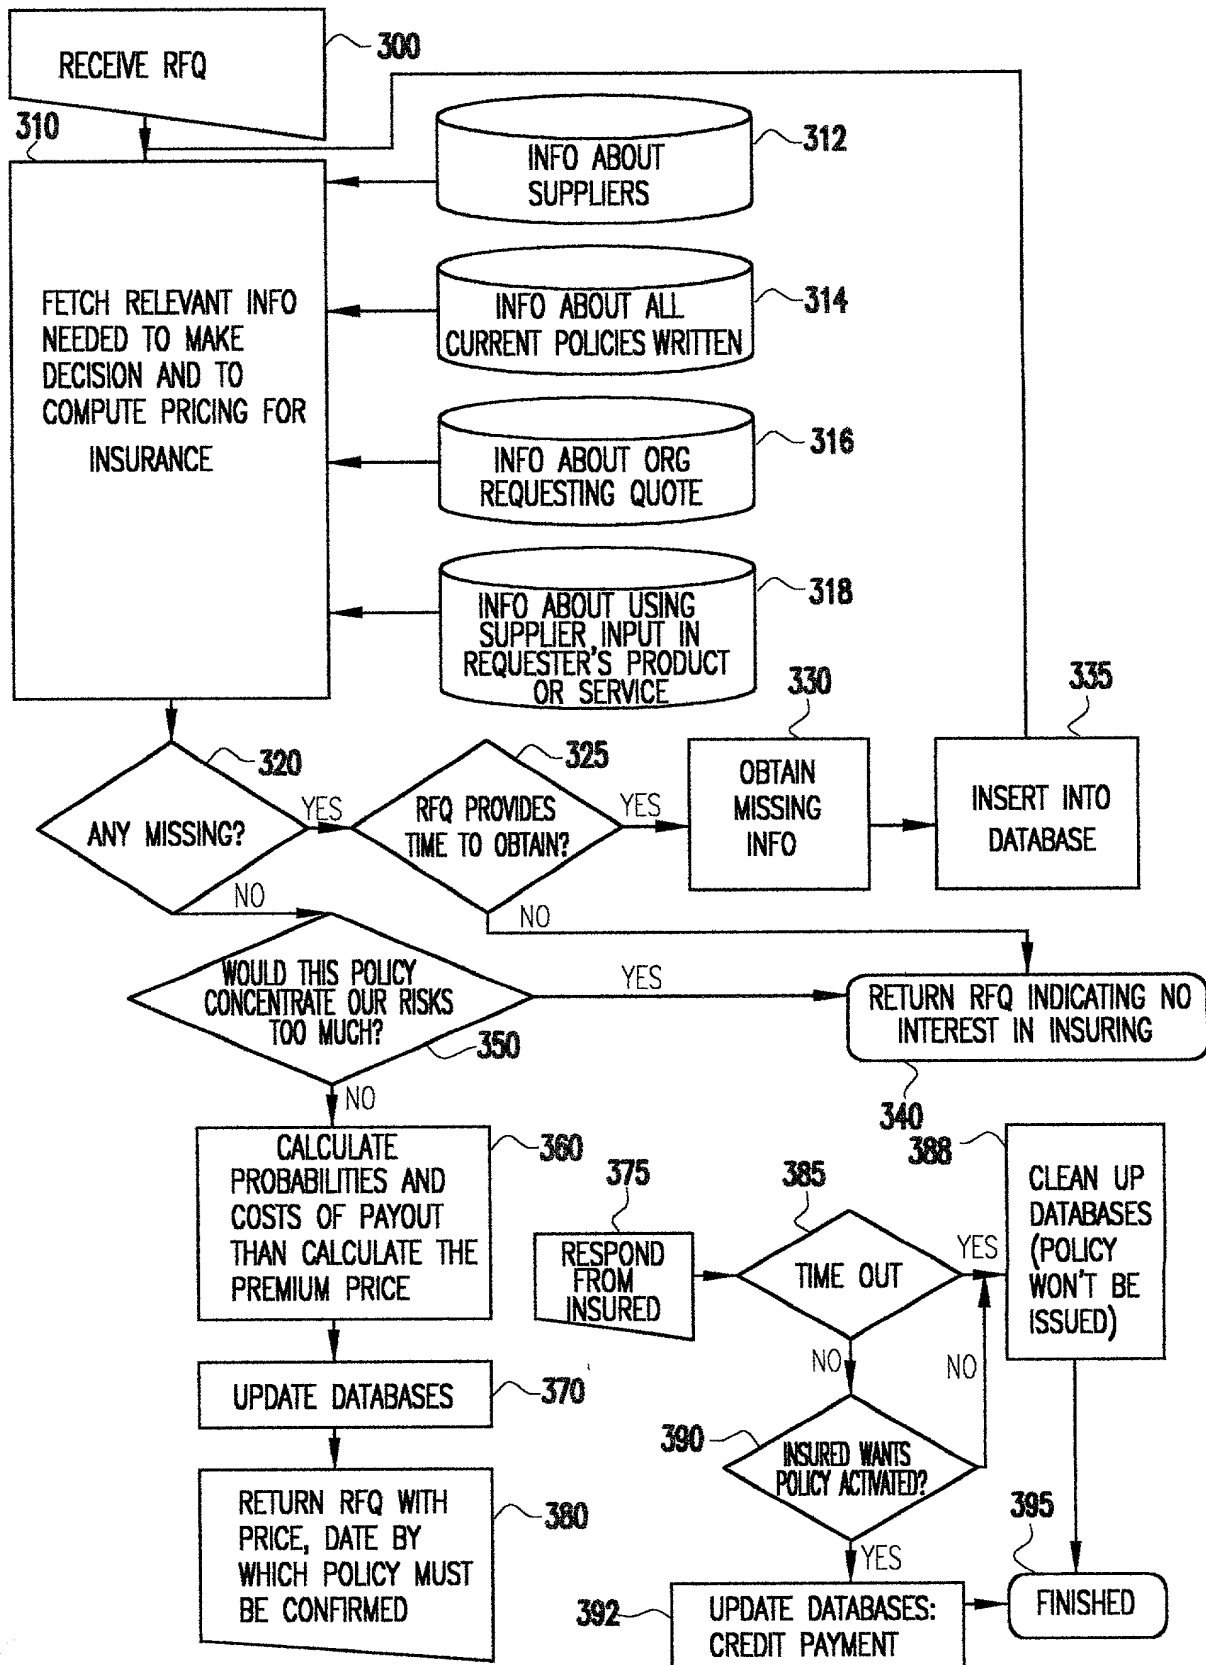 RECEIVE RFQ
300
310
INFO ABOUT
SUPPLIERS
312
FETCH RELEVANT INFO
NEEDED TO MAKE
DECISION AND TO
COMPUTE PRICING FOR
INSURANCE
INFO ABOUT ALL
CURRENT POLICIES WRITTEN
314
INFO ABOUT ORG
REQUESTING QUOTE
316
INFO ABOUT USING
SUPPLIER INPUT IN
REQUESTER'S PRODUCT
OR SERVICE
318
320
ANY MISSING?
YES
NO
325
RFQ PROVIDES
TIME TO OBTAIN?
YES
NO
330
OBTAIN
MISSING
INFO
335
INSERT INTO
DATABASE
WOULD THIS POLICY
CONCENTRATE OUR RISKS
TOO MUCH?
350
YES
NO
RETURN RFQ INDICATING NO
INTEREST IN INSURING
340
CALCULATE
PROBABILITIES AND
COSTS OF PAYOUT
THAN CALCULATE THE
PREMIUM PRICE
360
UPDATE DATABASES
370
RETURN RFQ WITH
PRICE, DATE BY
WHICH POLICY MUST
BE CONFIRMED
380
375
RESPOND
FROM
INSURED
385
TIME OUT
YES
NO
388
CLEAN UP
DATABASES
(POLICY
WON'T BE
ISSUED)
390
INSURED WANTS
POLICY ACTIVATED?
NO
YES
392
UPDATE DATABASES:
CREDIT PAYMENT
395
FINISHED